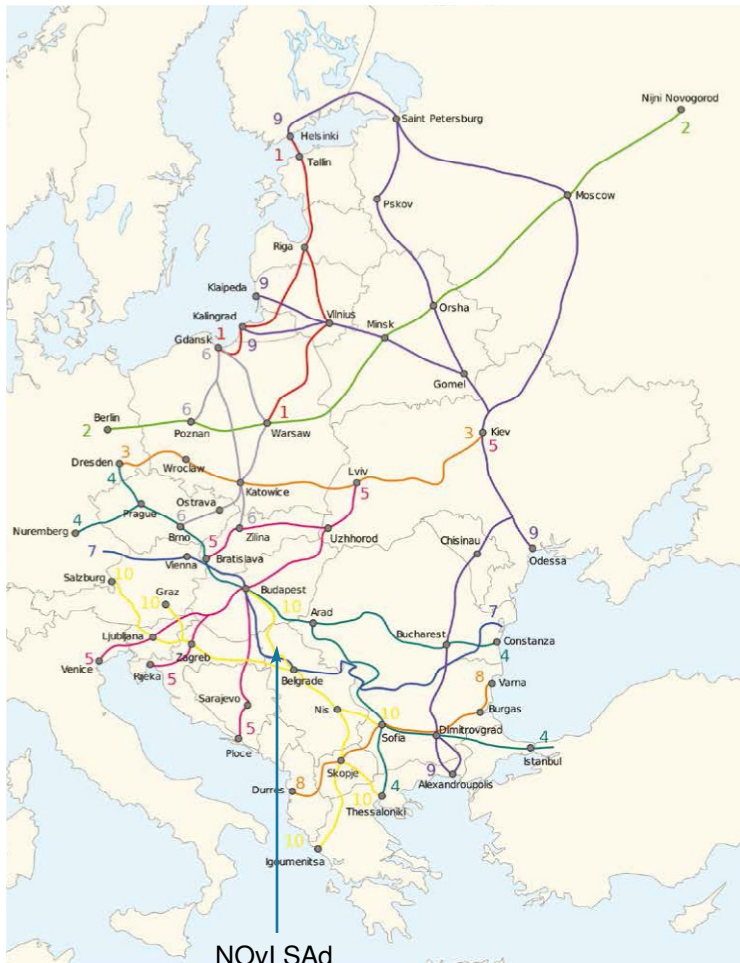 Nijni Novogorod
2
9
Saint Petersburg
Helsinki
1
Tallin
Moscow
Pskov
Riga
Klaipeda
9
Orsha
Kalingrad
Vilnius
Minsk
Gdansk
1
6
9
Gomel
Berlin
6
1
2
Poznan
Warsaw
3
Kiev
5
Dresden
3
Wroclaw
Lviv
4
Katowice
5
Ostrava
4
Prague
6
6
Nuremberg
Brno
Zilina
Uzhhorod
9
5
Chisinau
7
Bratislava
Odessa
Vienna
Salzburg
10
Graz
Budapest
10
10
Arad
7
Ljubljana
Bucharest
Constanza
4
Venice
5
Zagreb
Rjeka
5
Belgrade
8
Varna
Sarajevo
Nis
10
Burgas
5
Sofia
Dimitrovgrad
4
Ploce
Istanbul
Skopje
9
Durres
8
10
4
Alexandroupolis
Thessaloniki
10
Igoumenitsa
NOvI SAd